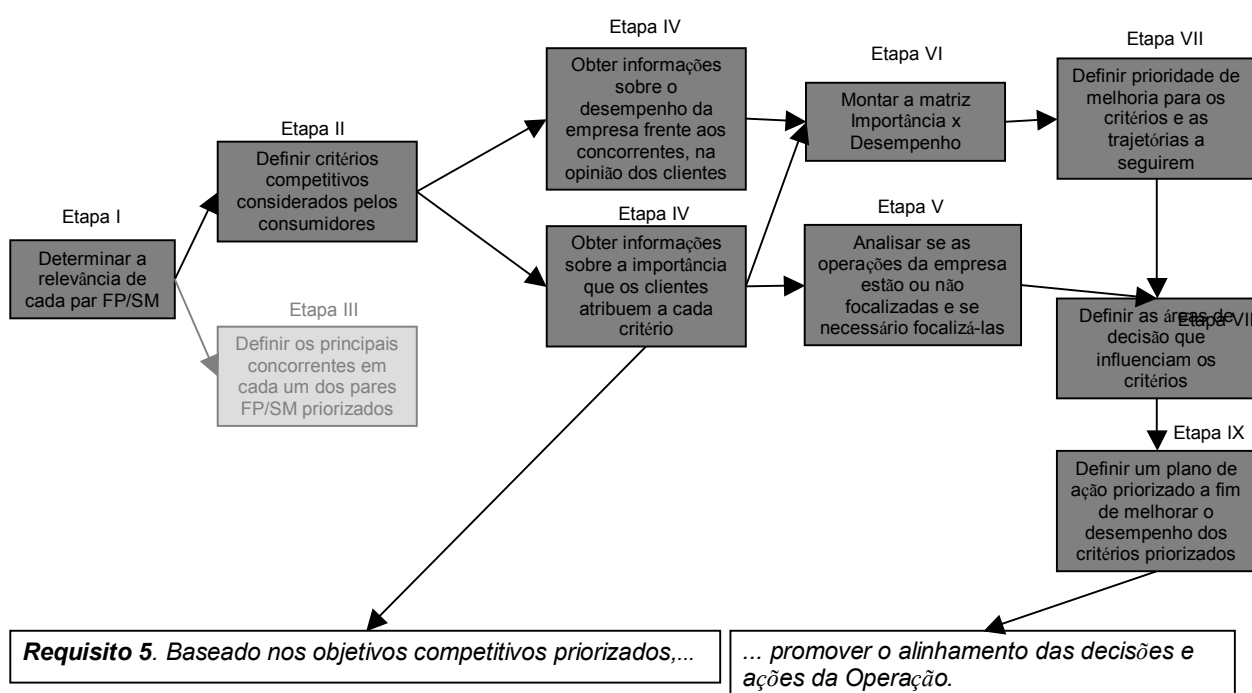 Etapa I
Determinar a
relevância de
cada par FP/SM
Etapa II
Definir critérios
competitivos
considerados pelos
consumidores
Etapa III
Definir os principais
concorrentes em
cada um dos pares
FP/SM priorizados
Etapa IV
Obter informações
sobre o
desempenho da
empresa frente aos
concorrentes, na
opinião dos clientes
Etapa IV
Obter informações
sobre a importância
que os clientes
atribuem a cada
critério
Etapa VI
Montar a matriz
Importância x
Desempenho
Etapa V
Analisar se as
operações da empresa
estão ou não
focalizadas e se
necessário focalizá-las
Etapa VII
Definir prioridade de
melhoria para os
critérios e as
trajetórias a
seguirem
Etapa VII
Definir as áreas de
decisão que
influenciam os
critérios
Etapa IX
Definir um plano de
ação priorizado a fim
de melhorar o
desempenho dos
critérios priorizados
Requisito 5. Baseado nos objetivos competitivos priorizados,...
... promover o alinhamento das decisões e
ações da Operação.